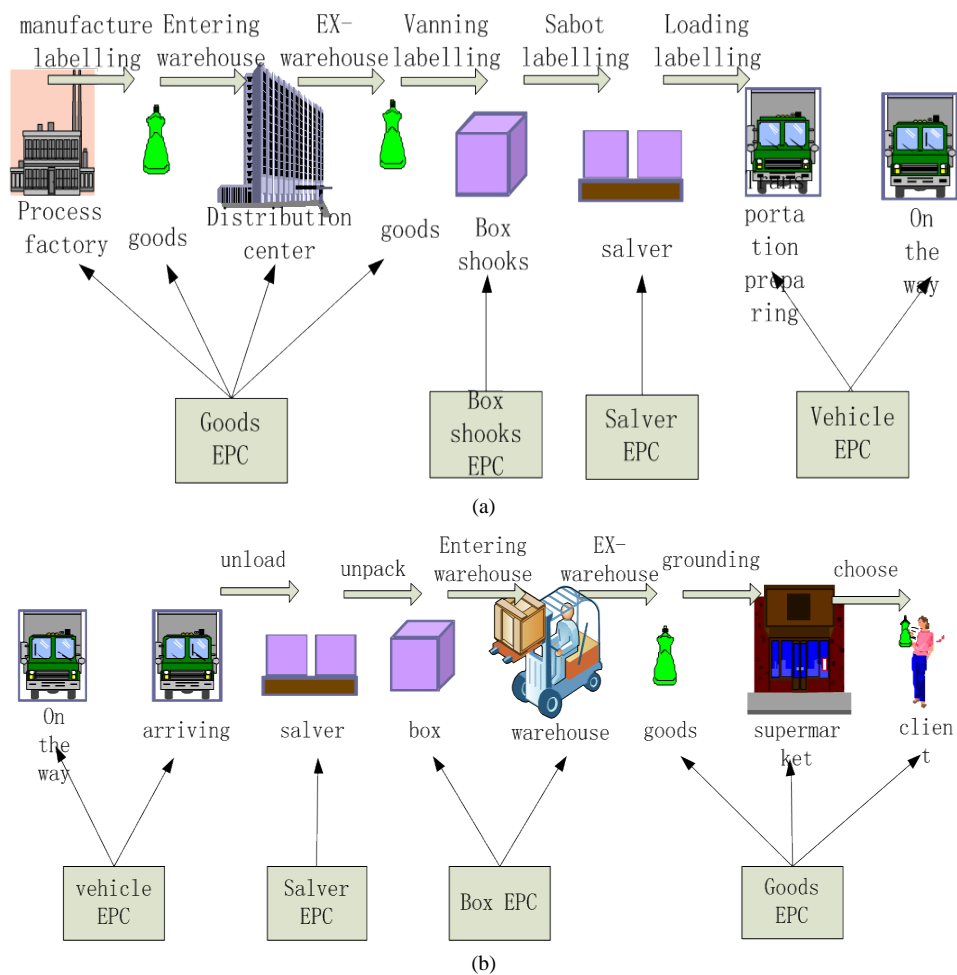 manufacture
labelling
Entering
warehouse
EX-
warehouse
Vanning
labelling
Sabot
labelling
Loading
labelling
Process
factory
goods
Distribution
center
goods
Box
shooks
salver
Trans
porta
tion
prepa
ring
On
the
way
Goods
EPC
Box
shooks
EPC
Salver
EPC
Vehicle
EPC
(a)
unload
unpack
Entering
warehouse
EX-
warehouse
grounding
choose
On
the
way
arriving
salver
box
warehouse
goods
supermar
ket
clien
t
vehicle
EPC
Salver
EPC
Box EPC
Goods
EPC
(b)